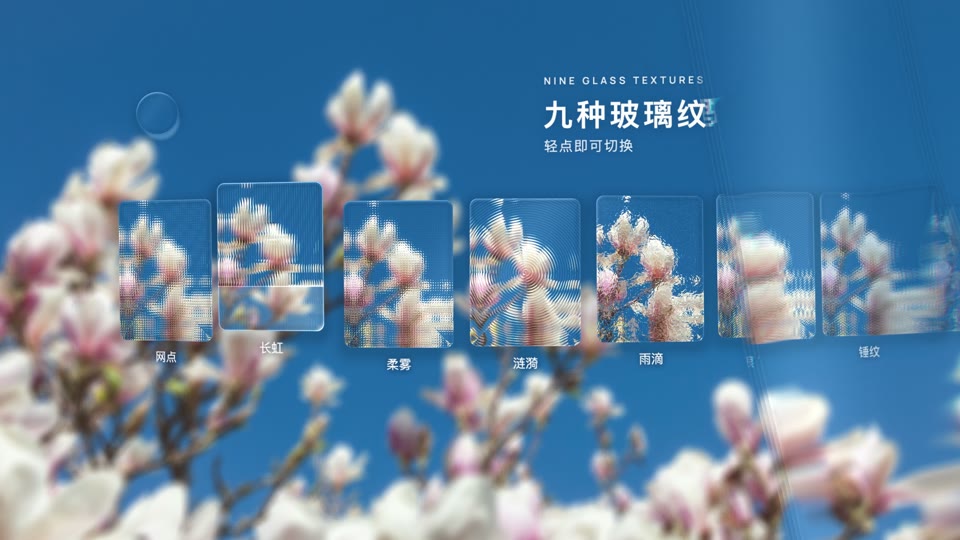 NINE GLASS TEXTURES
九种玻璃纹
轻点即可切换
网点
长虹
柔雾
涟漪
雨滴
锤纹